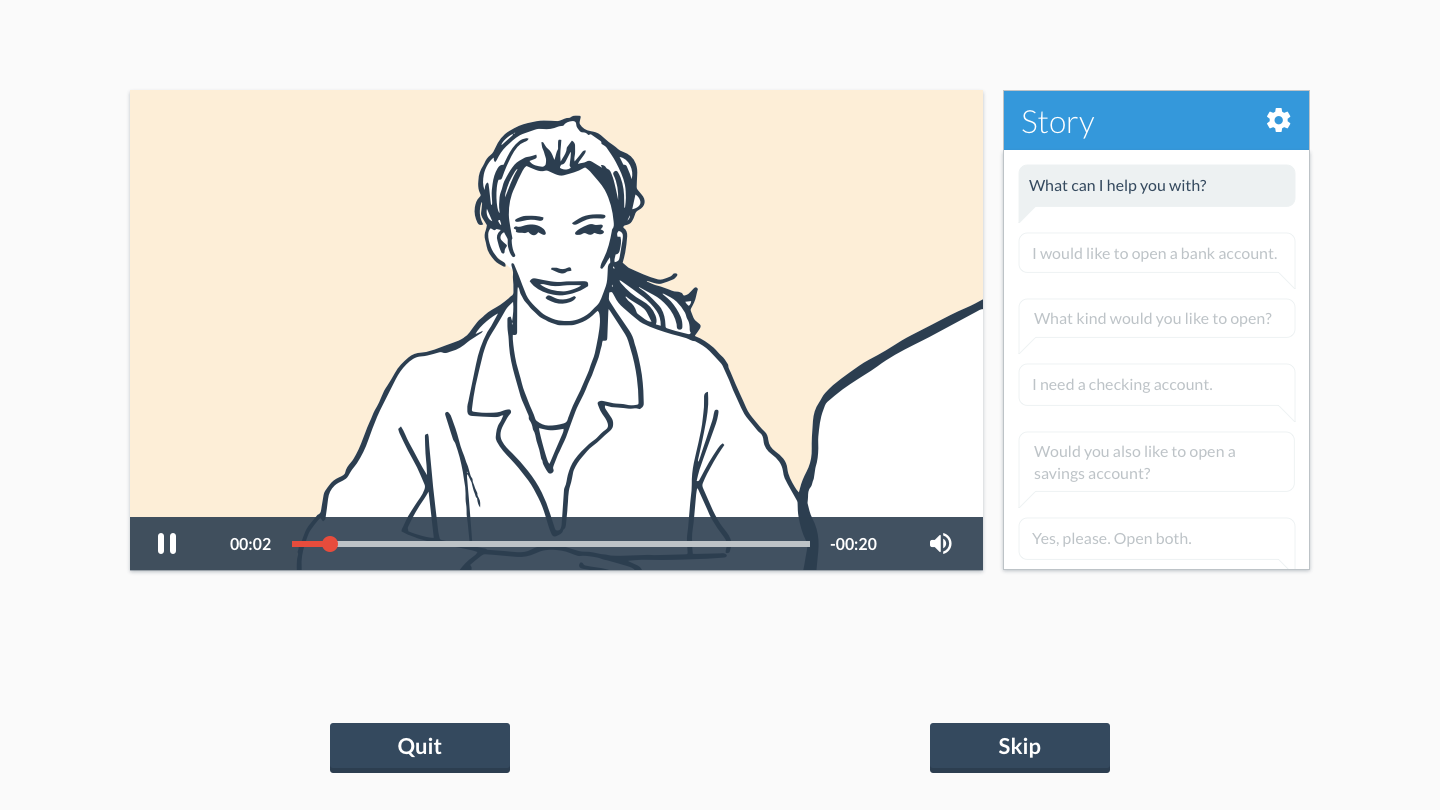 Story
What can I help you with?
I would like to open a bank account.
What kind would you like to open?
I need a checking account.
Would you also like to open a
savings account?
Yes, please. Open both.
00:02
-00:20
Quit
Skip